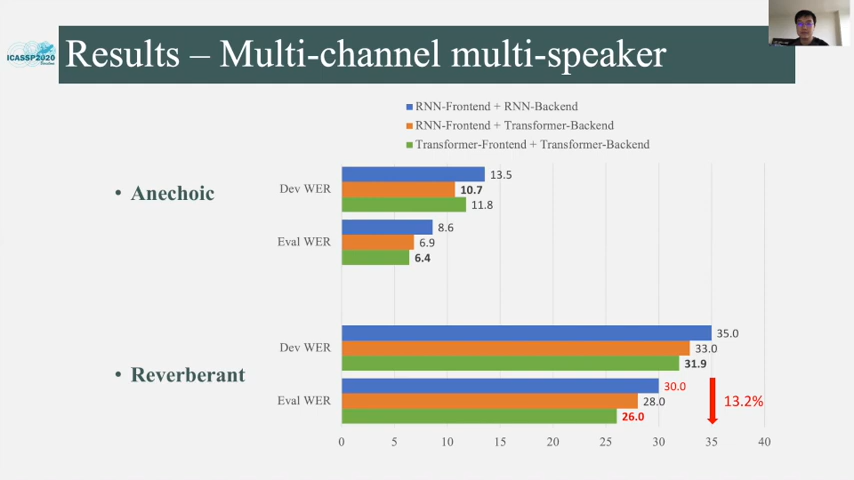 ICASSP2020
Results – Multi-channel multi-speaker
RNN-Frontend + RNN-Backend
RNN-Frontend + Transformer-Backend
Transformer-Frontend + Transformer-Backend
• Anechoic
Dev WER
13.5
10.7
11.8
Eval WER
8.6
6.9
6.4
• Reverberant
Dev WER
35.0
33.0
31.9
Eval WER
30.0
28.0
26.0
13.2%
0 5 10 15 20 25 30 35 40